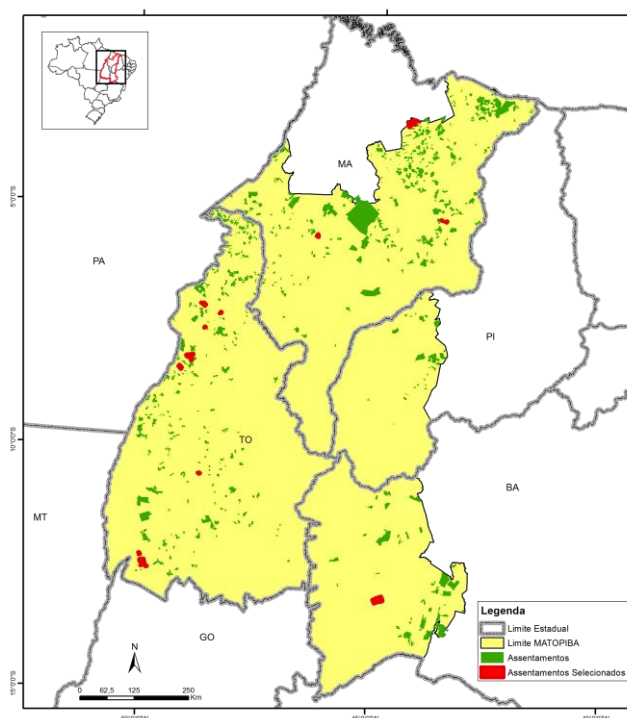 MA
5°0'0"S
PA
PI
10°0'0"S
TO
BA
MT
Legenda
Limite Estadual
Limite MATOPIBA
Assentamentos
Assentamentos Selecionados
N
GO
0 62,5 125 250
Km
15°0'0"S